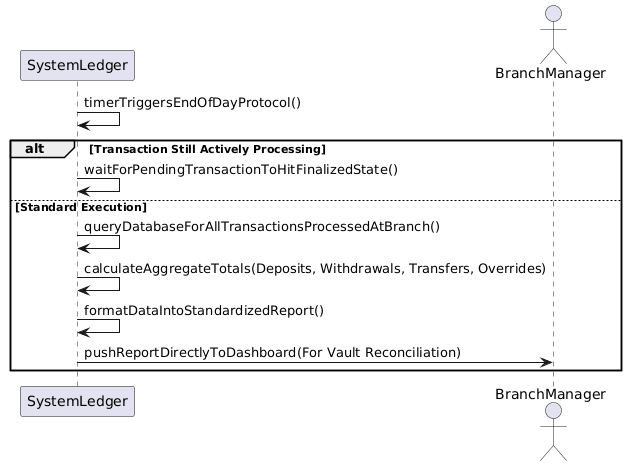 BranchManager
SystemLedger
timerTriggersEndOfDayProtocol()
alt [Transaction Still Actively Processing]
waitForPendingTransactionToHitFinalizedState()
[Standard Execution]
queryDatabaseForAllTransactionsProcessedAtBranch()
calculateAggregateTotals(Deposits, Withdrawals, Transfers, Overrides)
formatDataIntoStandardizedReport()
pushReportDirectlyToDashboard(For Vault Reconciliation)
SystemLedger
BranchManager